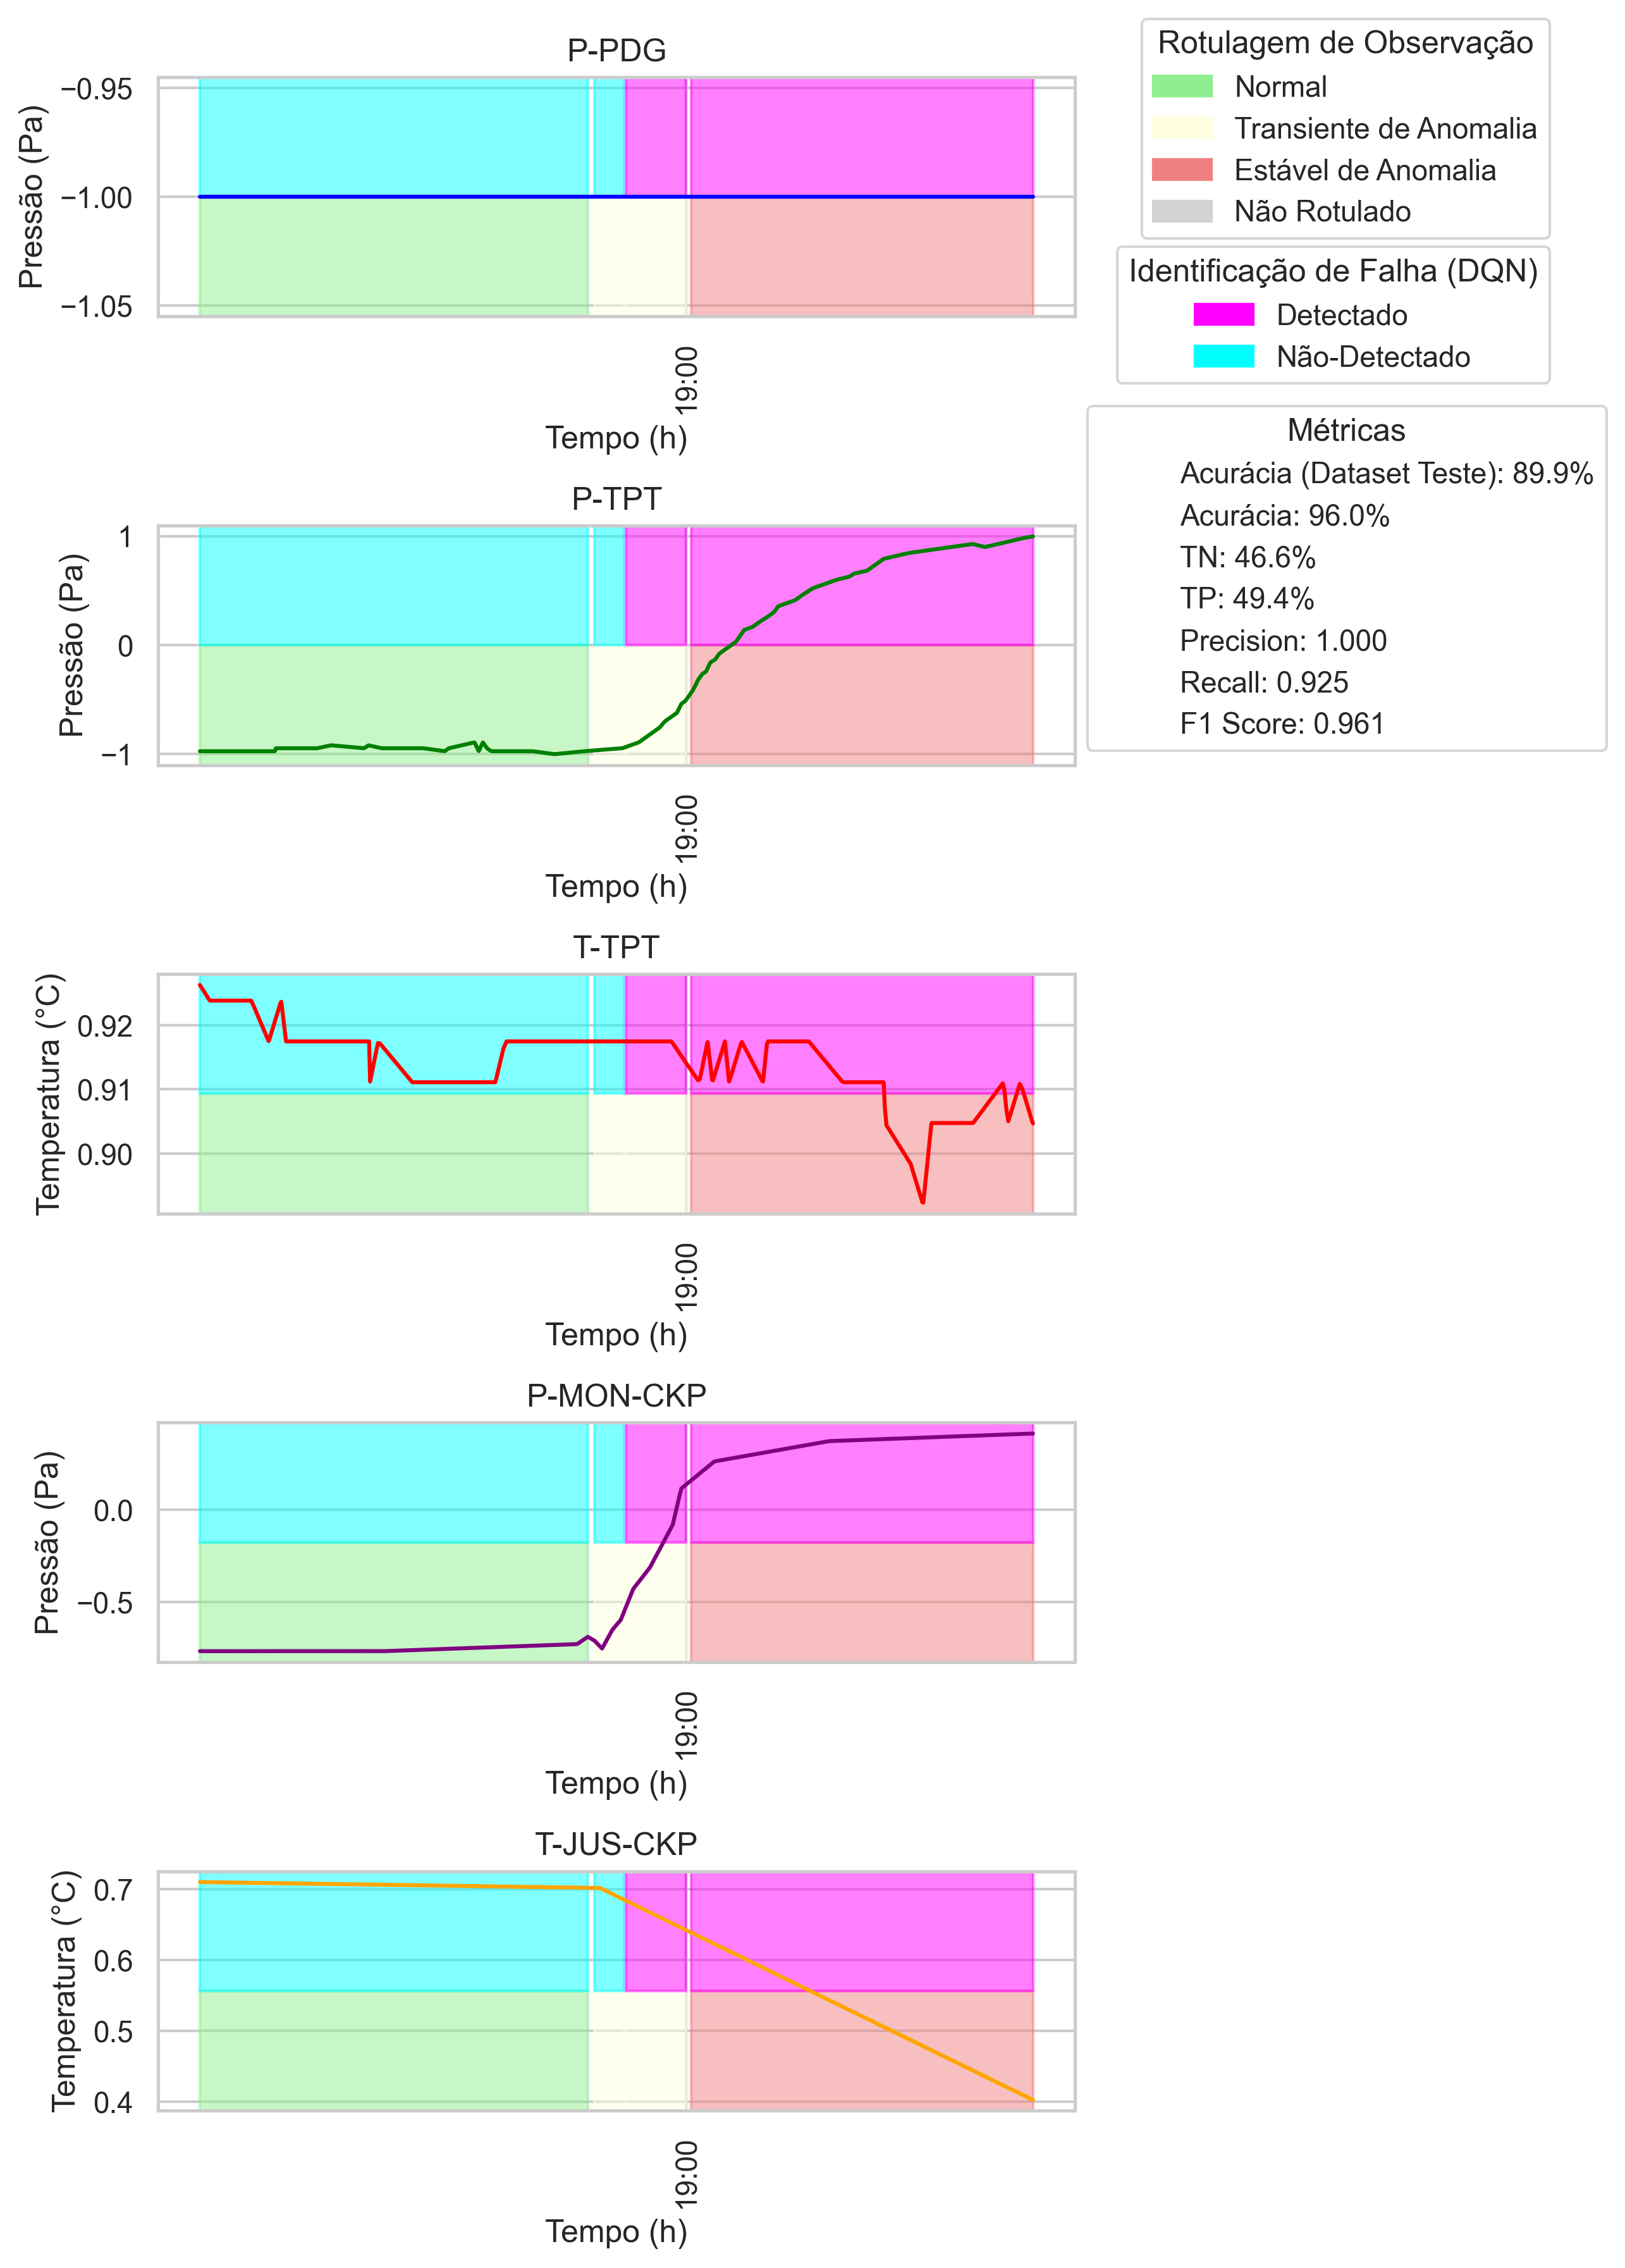 P-PDG
Pressão (Pa)
−0.95
−1.00
−1.05
19:00
Tempo (h)
Rotulagem de Observação
Normal
Transiente de Anomalia
Estável de Anomalia
Não Rotulado
Identificação de Falha (DQN)
Detectado
Não-Detectado
Métricas
Acurácia (Dataset Teste): 89.9%
Acurácia: 96.0%
TN: 46.6%
TP: 49.4%
Precision: 1.000
Recall: 0.925
F1 Score: 0.961
P-TPT
Pressão (Pa)
1
0
−1
19:00
Tempo (h)
T-TPT
Temperatura (°C)
0.92
0.91
0.90
19:00
Tempo (h)
P-MON-CKP
Pressão (Pa)
0.0
−0.5
19:00
Tempo (h)
T-JUS-CKP
Temperatura (°C)
0.7
0.6
0.5
0.4
19:00
Tempo (h)